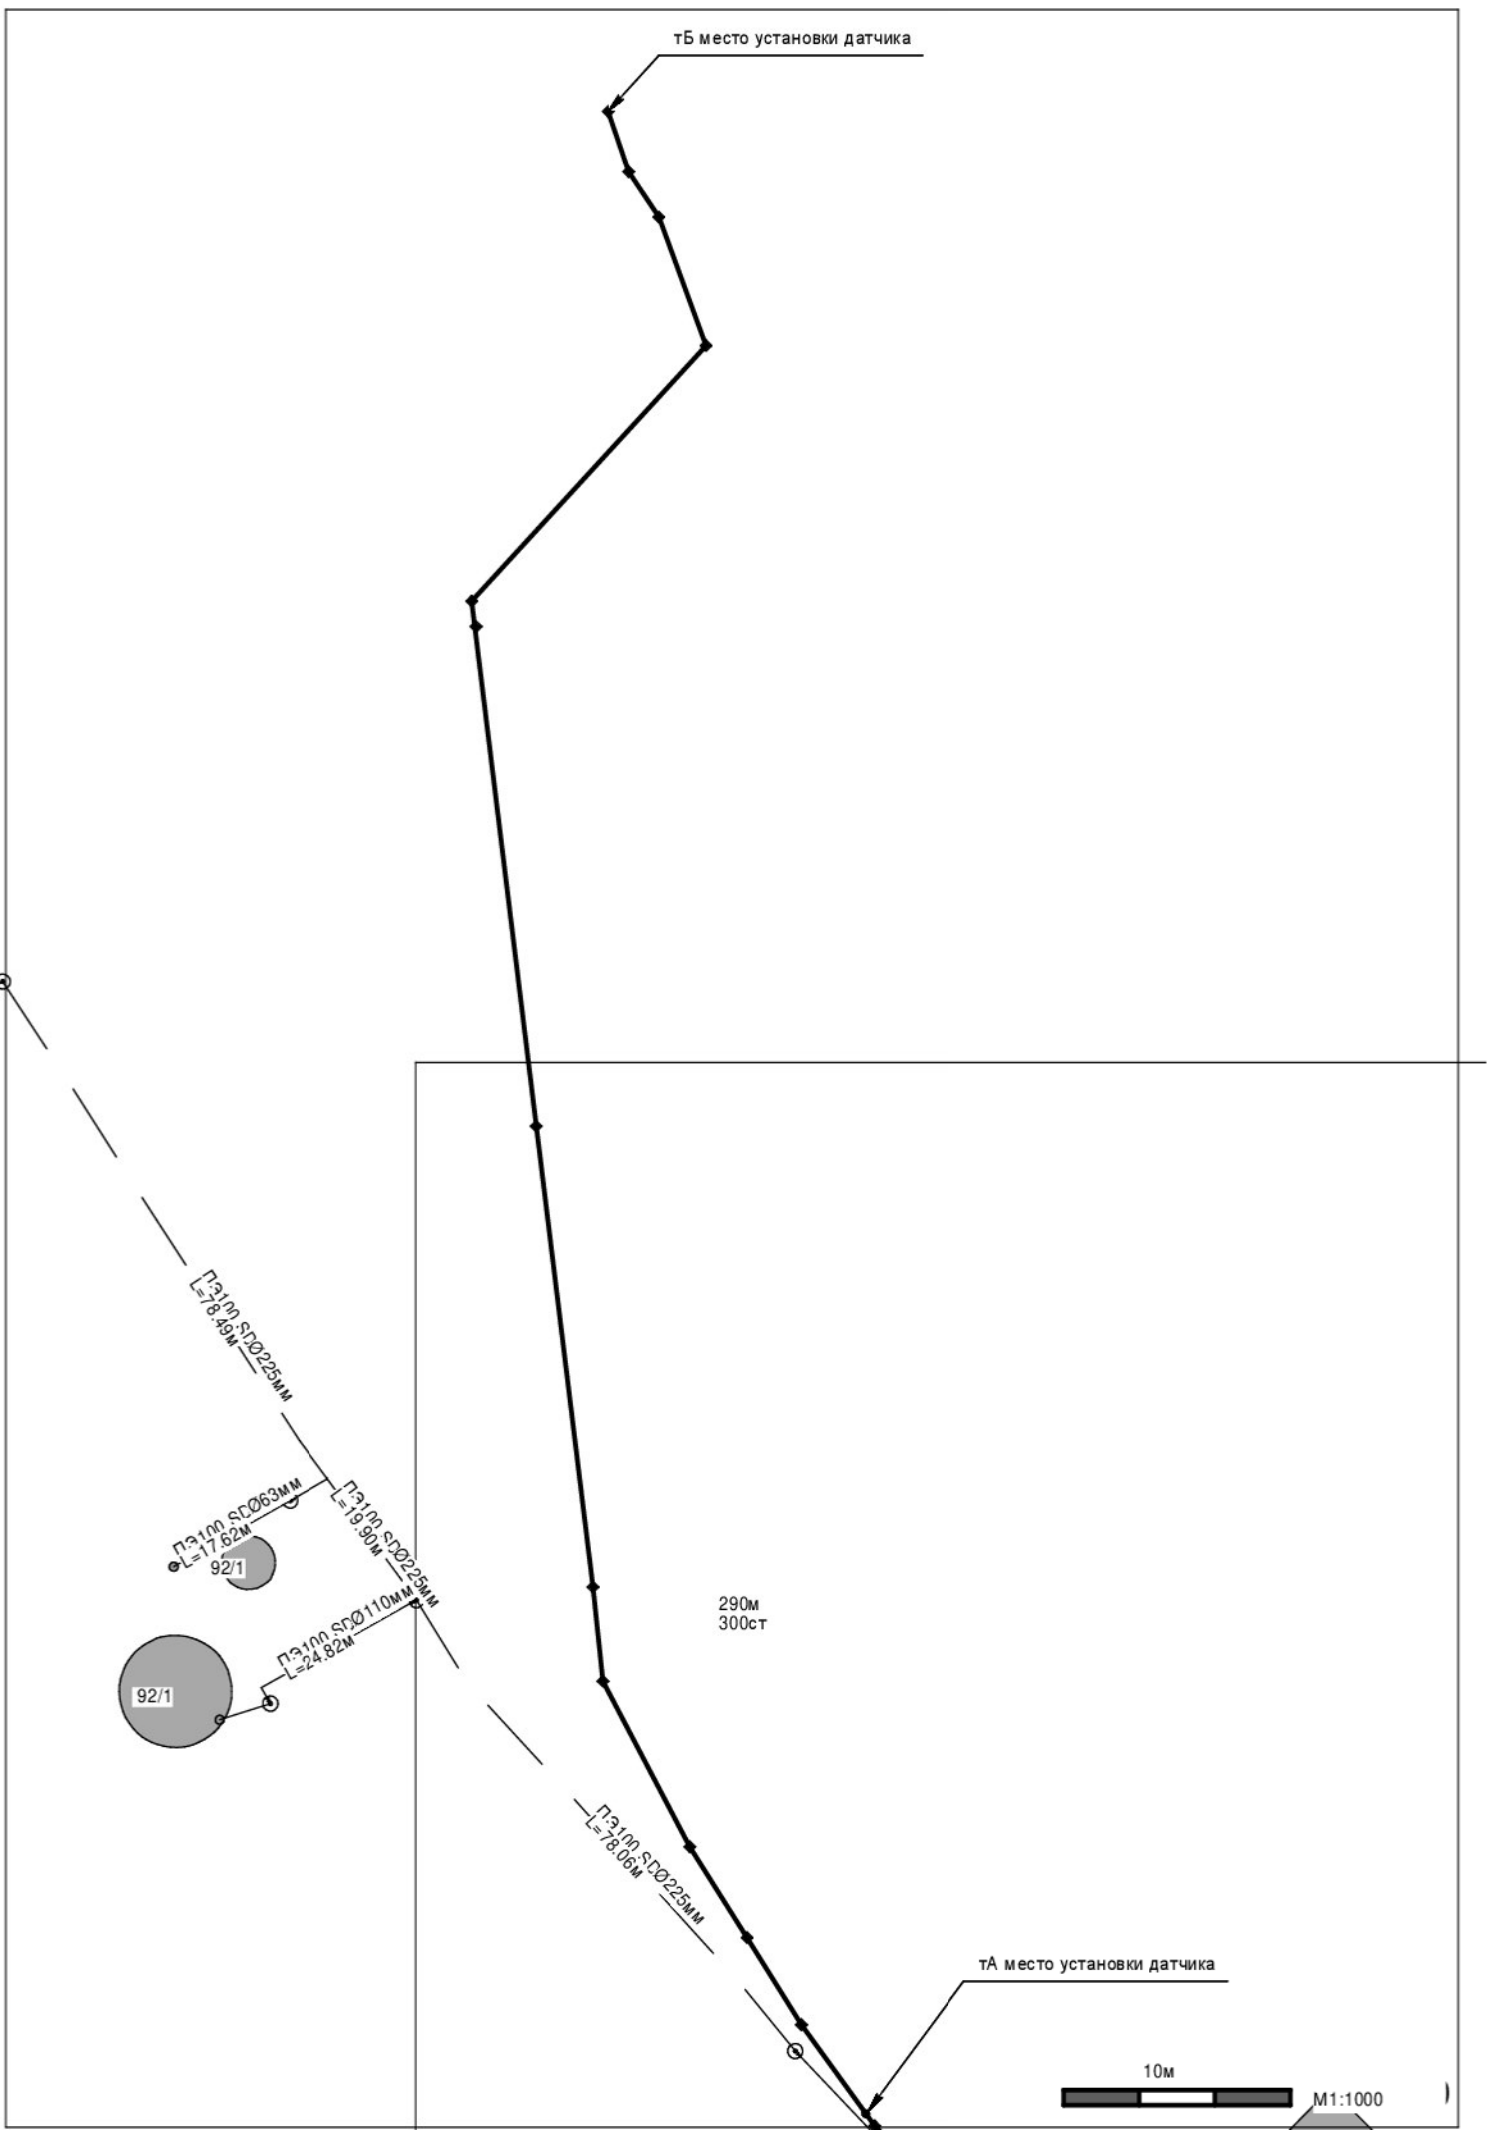 тБ место установки датчика
ПЭ100 SDØ225мм
L=78.49м
ПЭ100 SDØ63мм
L=17.62м
92/1
ПЭ100 SDØ225мм
L=19.90м
ПЭ100 SDØ110мм
L=24.82м
92/1
290м
300ст
ПЭ100 SDØ225мм
L=78.06м
тА место установки датчика
10м
М1:1000
)